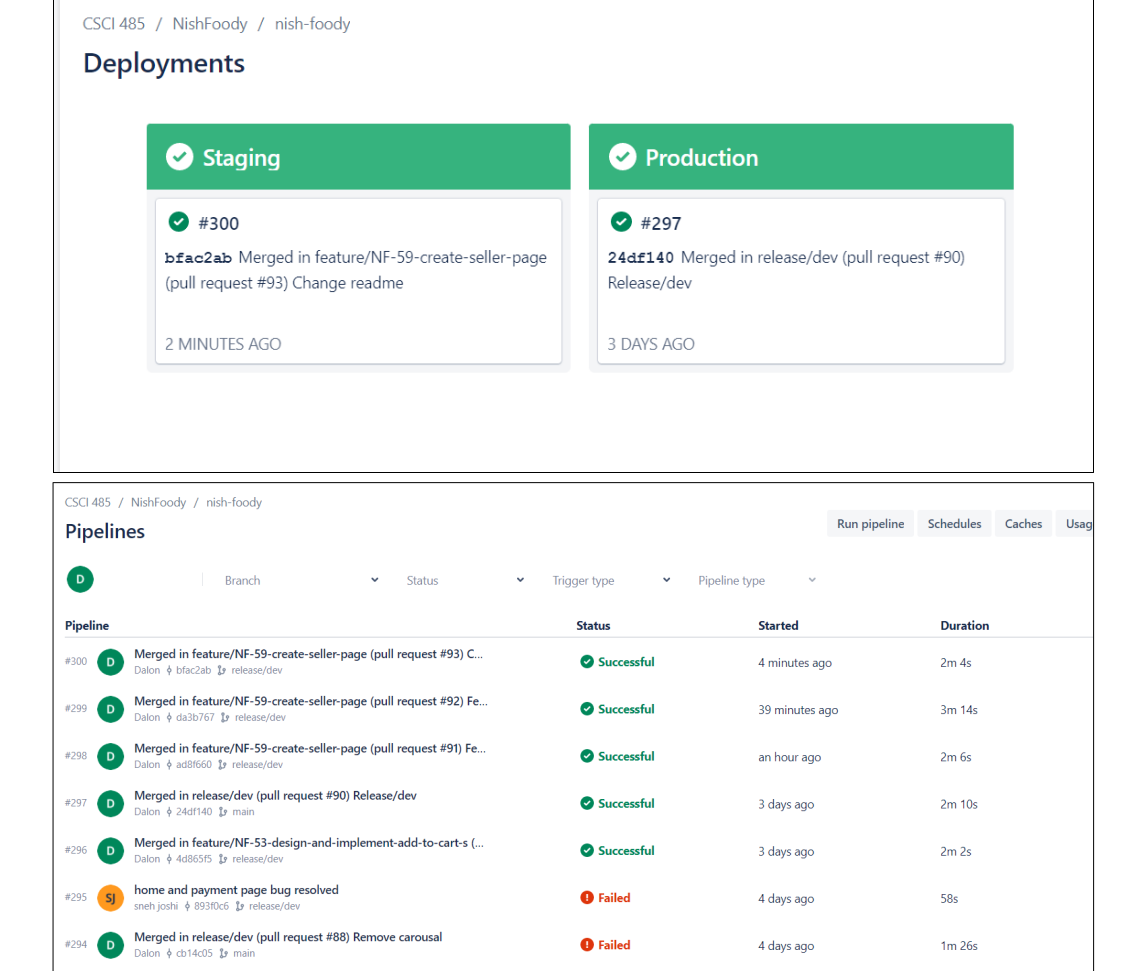 CSCI 485 / NishFoody / nish-foody
Deployments
Staging
#300
bfac2ab Merged in feature/NF-59-create-seller-page
(pull request #93) Change readme
2 MINUTES AGO
Production
#297
24df140 Merged in release/dev (pull request #90)
Release/dev
3 DAYS AGO
CSCI 485 / NishFoody / nish-foody
Pipelines
Run pipeline Schedules Caches Usag
D Branch Status Trigger type Pipeline type
Pipeline Status Started Duration
#300 D Merged in feature/NF-59-create-seller-page (pull request #93) C... Successful 4 minutes ago 2m 4s
Dalon bfac2ab release/dev
#299 D Merged in feature/NF-59-create-seller-page (pull request #92) Fe... Successful 39 minutes ago 3m 14s
Dalon da3b767 release/dev
#298 D Merged in feature/NF-59-create-seller-page (pull request #91) Fe... Successful an hour ago 2m 6s
Dalon ad8f660 release/dev
#297 D Merged in release/dev (pull request #90) Release/dev Successful 3 days ago 2m 10s
Dalon 24df140 main
#296 D Merged in feature/NF-53-design-and-implement-add-to-cart-s (... Successful 3 days ago 2m 2s
Dalon 4d865f5 release/dev
#295 SJ home and payment page bug resolved Failed 4 days ago 58s
sneh joshi 893f0c6 release/dev
#294 D Merged in release/dev (pull request #88) Remove carousal Failed 4 days ago 1m 26s
Dalon cb14c05 main